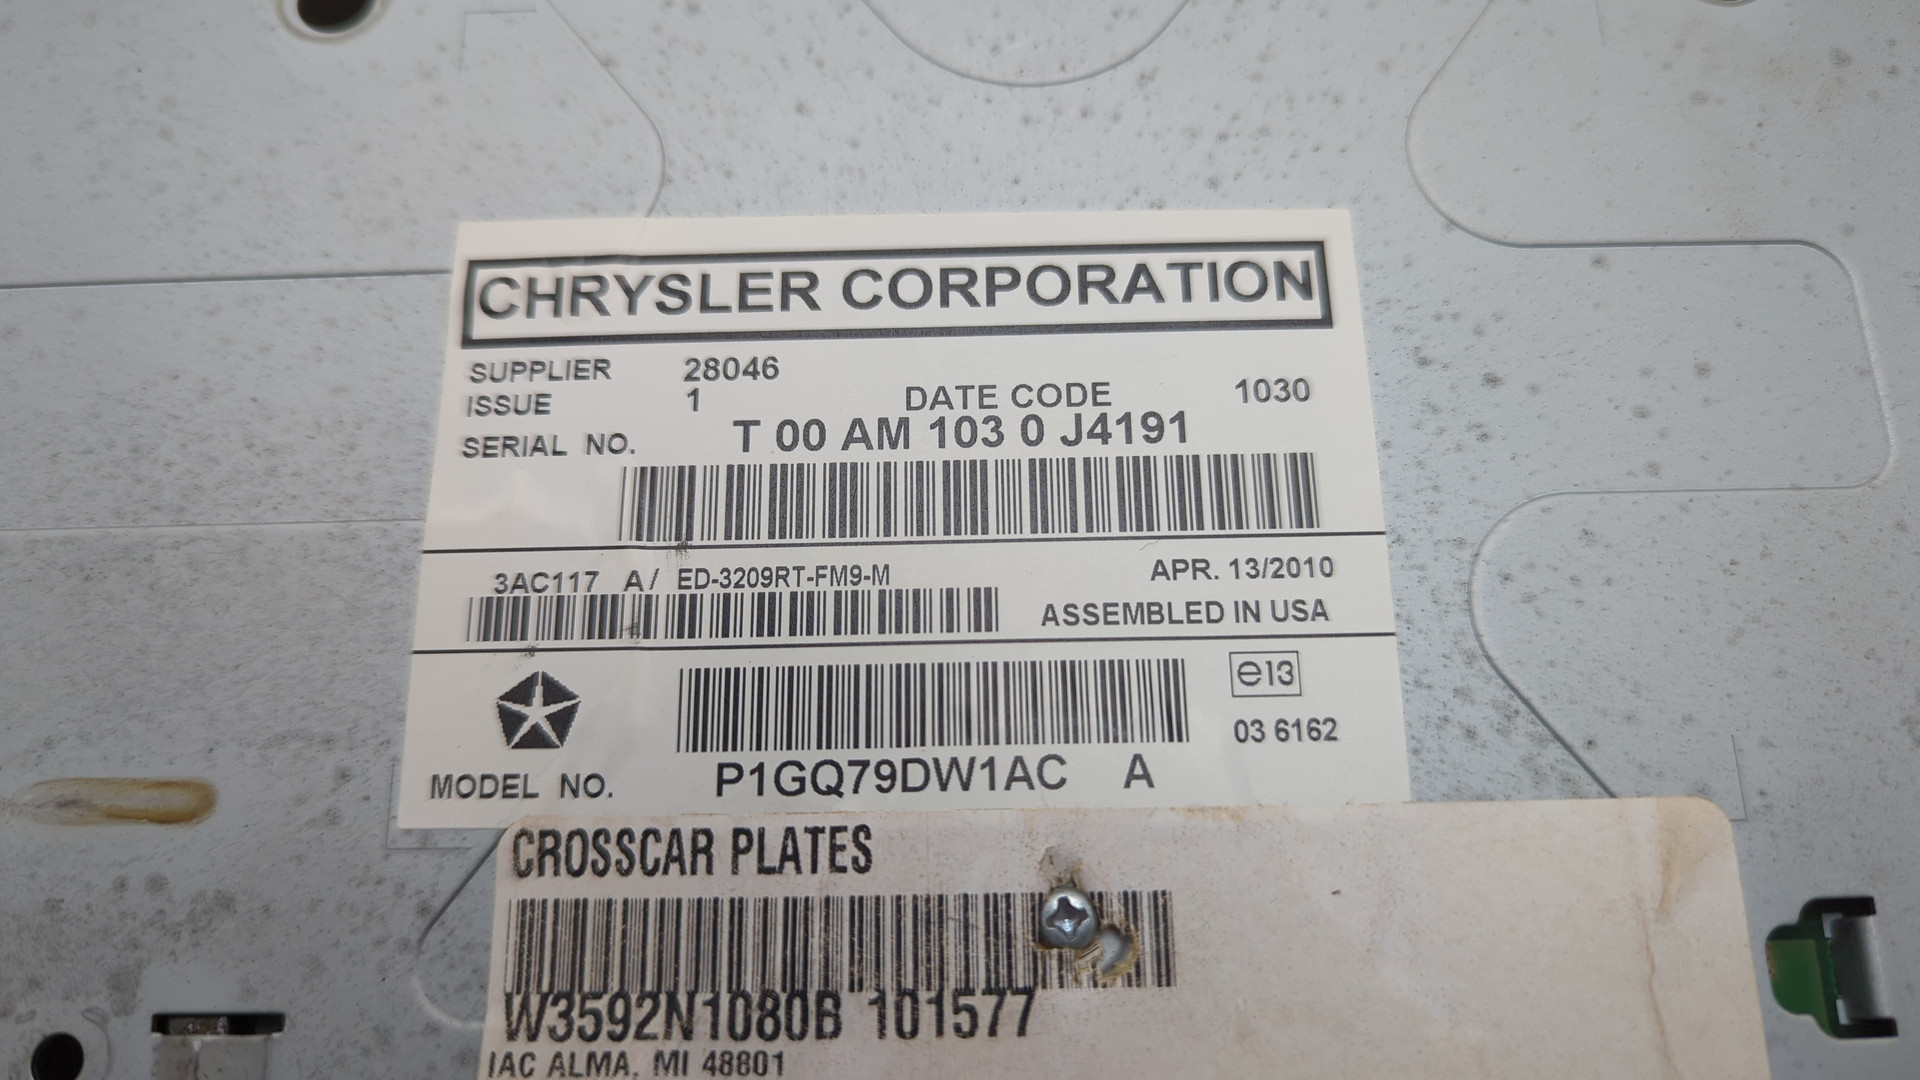 CHRYSLER CORPORATION
SUPPLIER 28046
ISSUE 1 DATE CODE 1030
SERIAL NO. T 00 AM 103 0 J4191
3AC117 A/ ED-3209RT-FM9-M APR. 13/2010
ASSEMBLED IN USA
e13
03 6162
MODEL NO. P1GQ79DW1AC A
CROSSCAR PLATES
W3592N1080B 101577
IAC ALMA, MI 48801